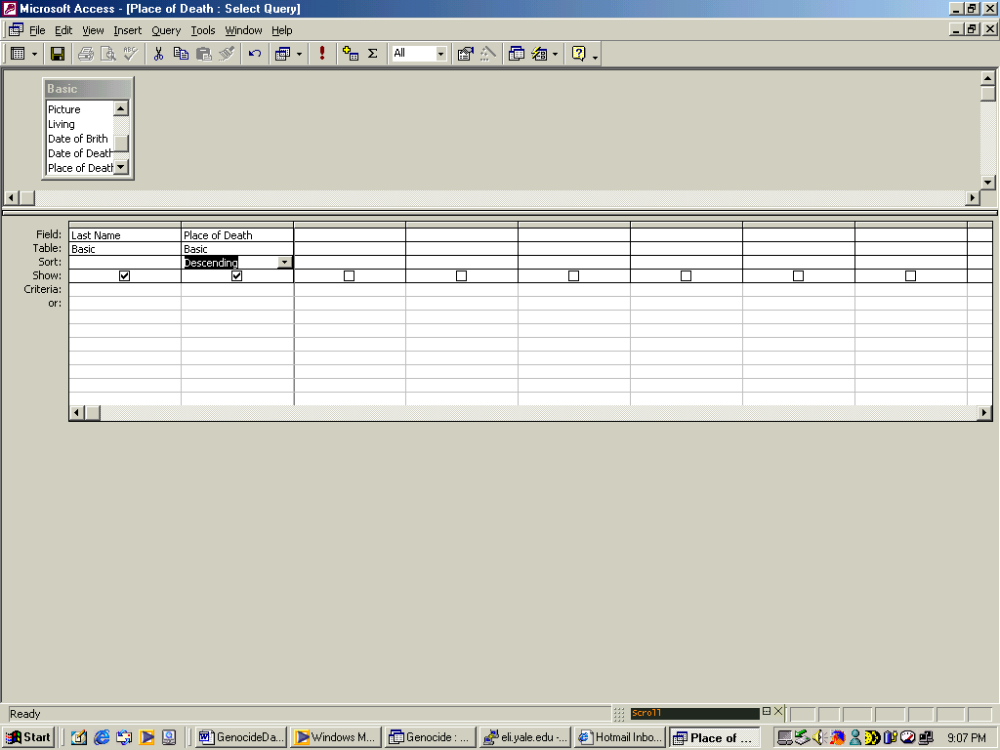 Microsoft Access - [Place of Death : Select Query]
File Edit View Insert Query Tools Window Help
All
Basic
Picture
Living
Date of Brith
Date of Death
Place of Death
Field: Last Name Place of Death
Table: Basic Basic
Sort: Descending
Show:
Criteria:
or:
Ready
Scroll
Start GenocideDa... Windows M... Genocide : ... eli.yale.edu -... Hotmail Inbo... Place of ... 9:07 PM